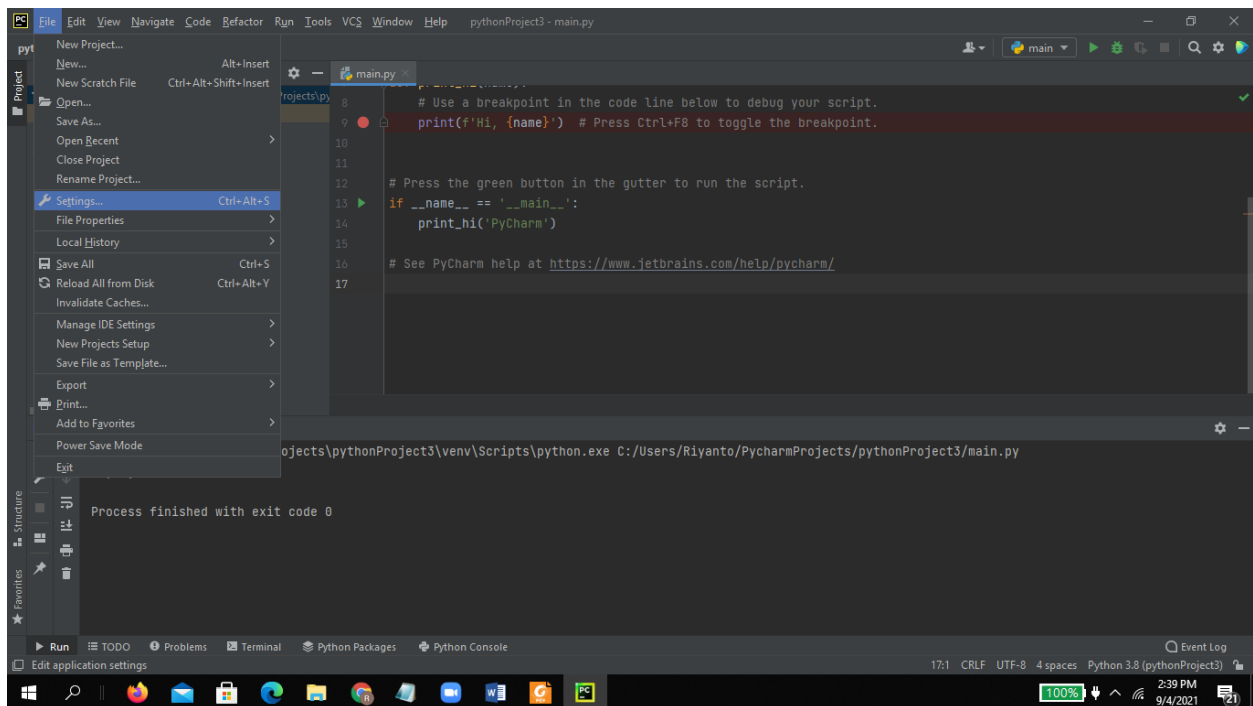 PC File Edit View Navigate Code Refactor Run Tools VCS Window Help pythonProject3 - main.py
pyt
main
New Project...
New... Alt+Insert
New Scratch File Ctrl+Alt+Shift+Insert
Open...
Save As...
Open Recent
Close Project
Rename Project...
Settings... Ctrl+Alt+S
File Properties
Local History
Save All Ctrl+S
Reload All from Disk Ctrl+Alt+Y
Invalidate Caches...
Manage IDE Settings
New Projects Setup
Save File as Template...
Export
Print...
Add to Favorites
Power Save Mode
Exit
Project
rojects\py
main.py
8 # Use a breakpoint in the code line below to debug your script.
9 print(f'Hi, {name}') # Press Ctrl+F8 to toggle the breakpoint.
10
11
12 # Press the green button in the gutter to run the script.
13 if __name__ == '__main__':
14 print_hi('PyCharm')
15
16 # See PyCharm help at https://www.jetbrains.com/help/pycharm/
17
ojects\pythonProject3\venv\Scripts\python.exe C:/Users/Riyanto/PycharmProjects/pythonProject3/main.py
Process finished with exit code 0
Structure
Favorites
Run TODO Problems Terminal Python Packages Python Console Event Log
Edit application settings 17:1 CRLF UTF-8 4 spaces Python 3.8 (pythonProject3)
100% 2:39 PM
9/4/2021 21